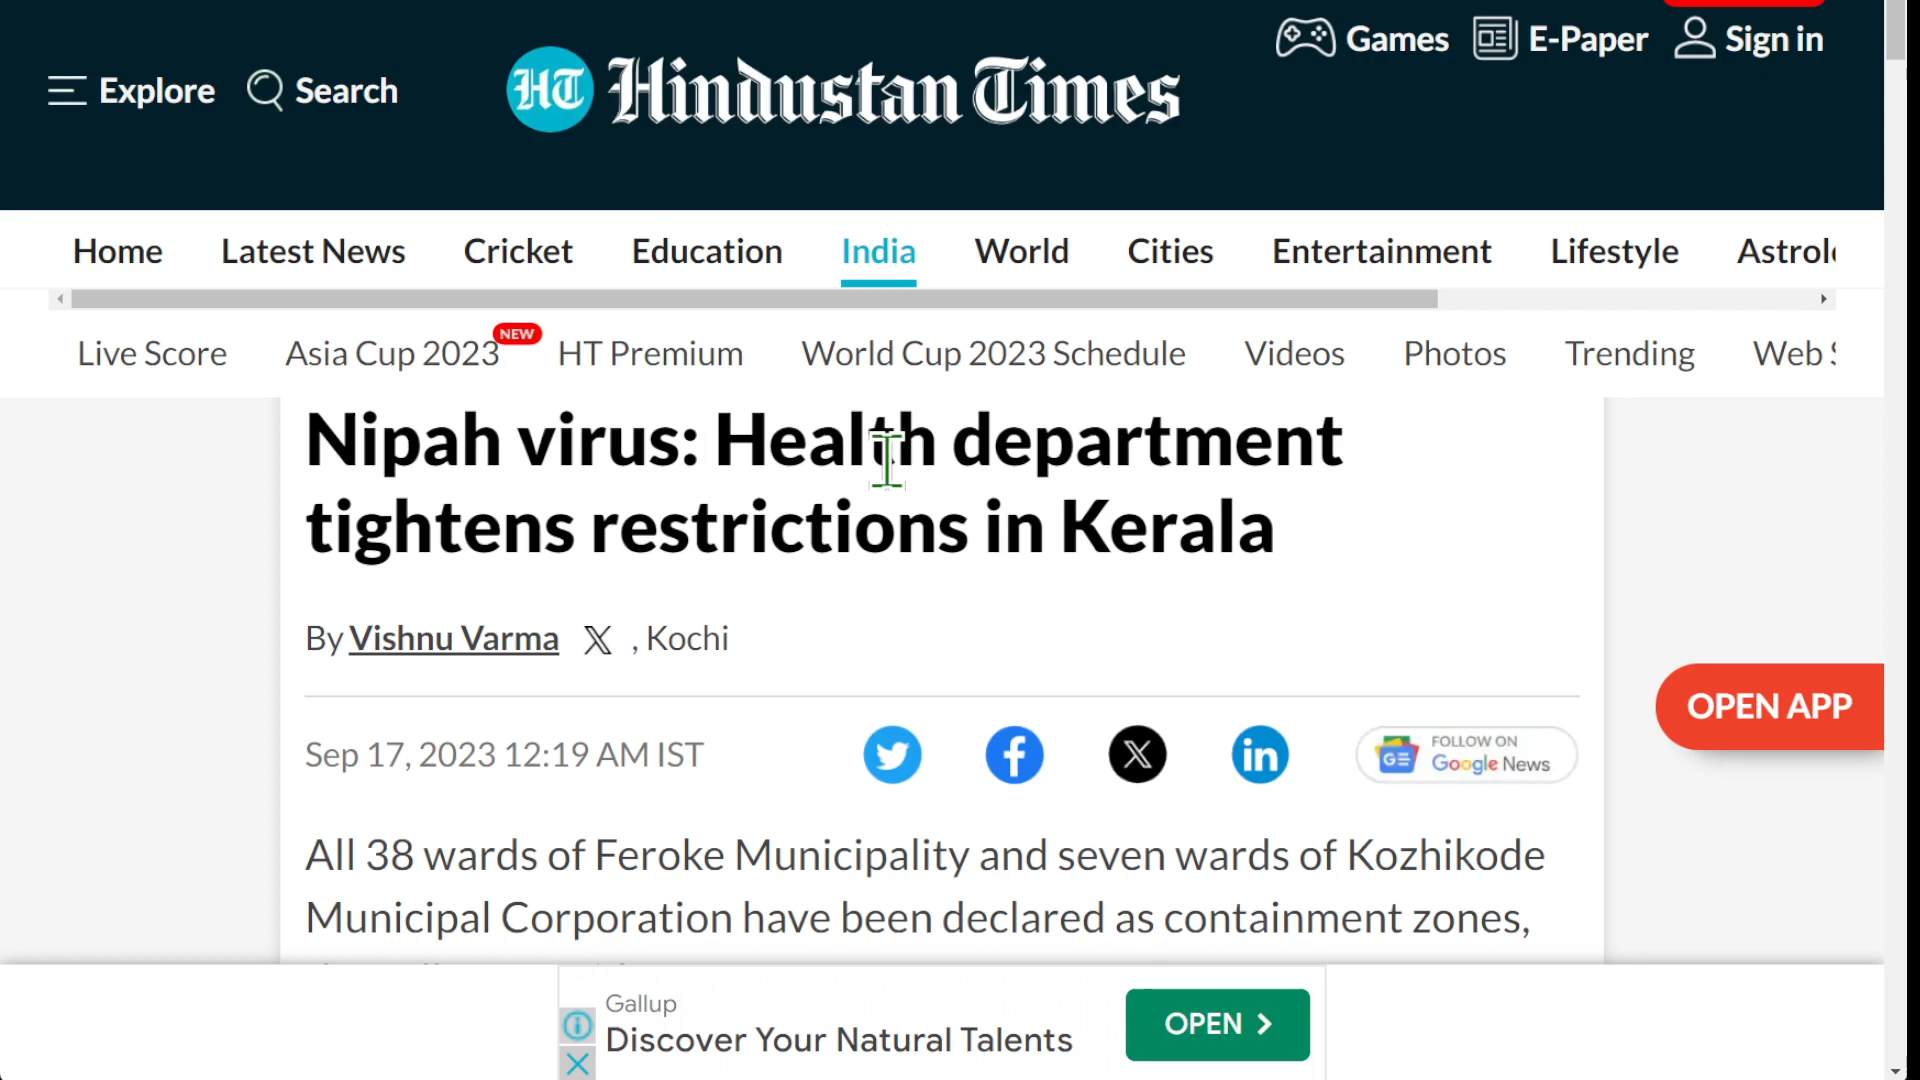 Games E-Paper Sign in
Explore Search HT Hindustan Times
Home Latest News Cricket Education India World Cities Entertainment Lifestyle
Live Score Asia Cup 2023 NEW HT Premium World Cup 2023 Schedule Videos Photos Trending Web
Nipah virus: Health department
tightens restrictions in Kerala
By Vishnu Varma X , Kochi
OPEN APP
Sep 17, 2023 12:19 AM IST
f X in GE FOLLOW ON
Google News
All 38 wards of Feroke Municipality and seven wards of Kozhikode
Municipal Corporation have been declared as containment zones,
Gallup
Discover Your Natural Talents
OPEN